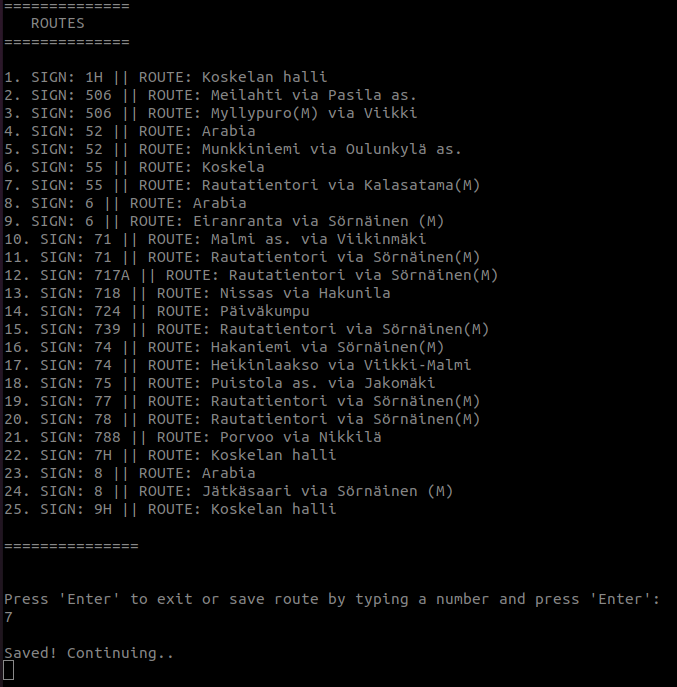 ==============
ROUTES
==============
1. SIGN: 1H || ROUTE: Koskelan halli
2. SIGN: 506 || ROUTE: Meilahti via Pasila as.
3. SIGN: 506 || ROUTE: Myllypuro(M) via Viikki
4. SIGN: 52 || ROUTE: Arabia
5. SIGN: 52 || ROUTE: Munkkiniemi via Oulunkylä as.
6. SIGN: 55 || ROUTE: Koskela
7. SIGN: 55 || ROUTE: Rautatientori via Kalasatama(M)
8. SIGN: 6 || ROUTE: Arabia
9. SIGN: 6 || ROUTE: Eiranranta via Sörnäinen (M)
10. SIGN: 71 || ROUTE: Malmi as. via Viikinmäki
11. SIGN: 71 || ROUTE: Rautatientori via Sörnäinen(M)
12. SIGN: 717A || ROUTE: Rautatientori via Sörnäinen(M)
13. SIGN: 718 || ROUTE: Nissas via Hakunila
14. SIGN: 724 || ROUTE: Päiväkumpu
15. SIGN: 739 || ROUTE: Rautatientori via Sörnäinen(M)
16. SIGN: 74 || ROUTE: Hakaniemi via Sörnäinen(M)
17. SIGN: 74 || ROUTE: Heikinlaakso via Viikki-Malmi
18. SIGN: 75 || ROUTE: Puistola as. via Jakomäki
19. SIGN: 77 || ROUTE: Rautatientori via Sörnäinen(M)
20. SIGN: 78 || ROUTE: Rautatientori via Sörnäinen(M)
21. SIGN: 788 || ROUTE: Porvoo via Nikkilä
22. SIGN: 7H || ROUTE: Koskelan halli
23. SIGN: 8 || ROUTE: Arabia
24. SIGN: 8 || ROUTE: Jätkäsaari via Sörnäinen (M)
25. SIGN: 9H || ROUTE: Koskelan halli
===============
Press 'Enter' to exit or save route by typing a number and press 'Enter':
7
Saved! Continuing..